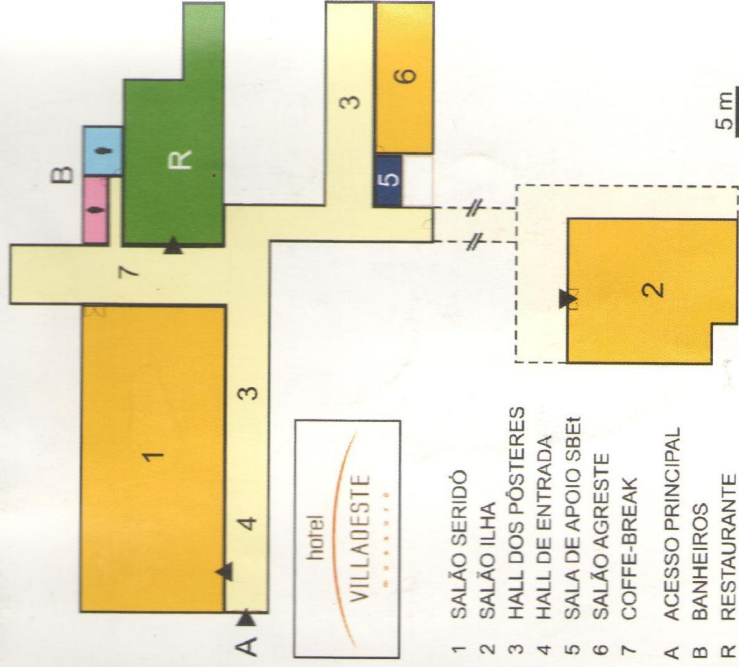 B
R
3
6
5
7
1
4
3
A
2
5 m
hotel
VILLAOESTE
mossoró
1 SALÃO SERIDÓ
2 SALÃO ILHA
3 HALL DOS PÔSTERES
4 HALL DE ENTRADA
5 SALA DE APOIO SBEt
6 SALÃO AGRESTE
7 COFFE-BREAK
A ACESSO PRINCIPAL
B BANHEIROS
R RESTAURANTE